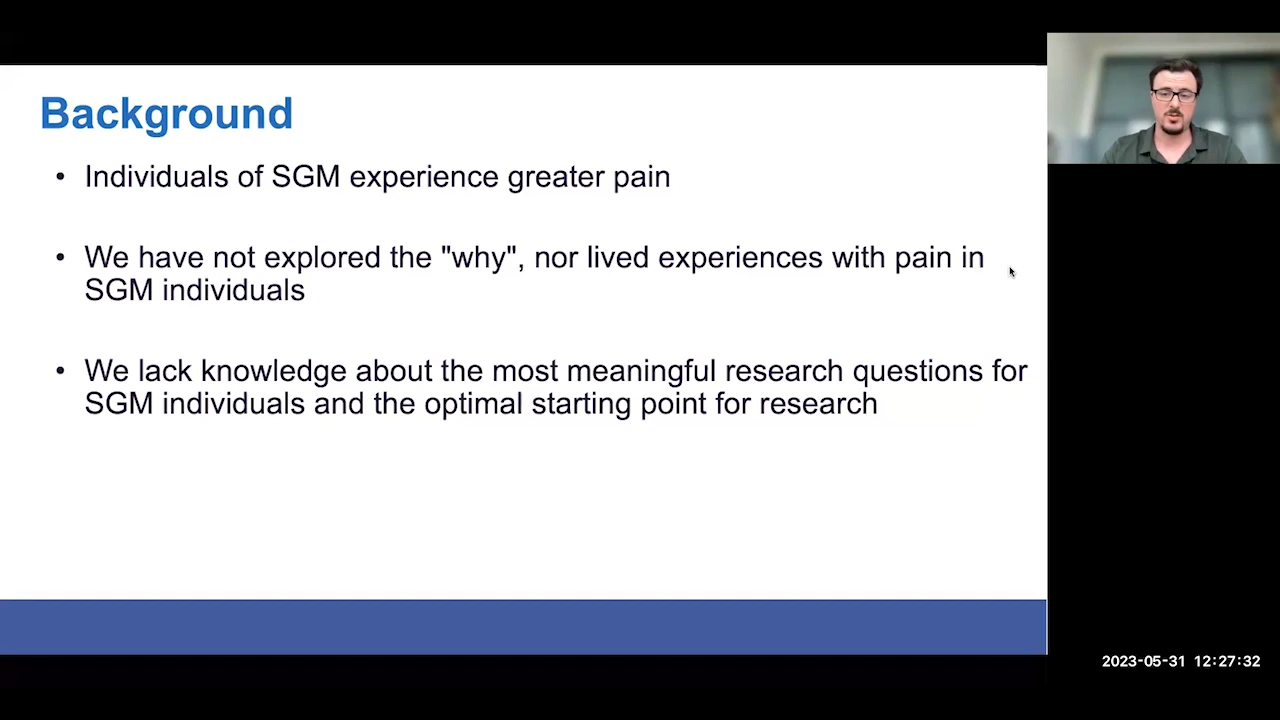 Background
• Individuals of SGM experience greater pain
• We have not explored the "why", nor lived experiences with pain in
SGM individuals
• We lack knowledge about the most meaningful research questions for
SGM individuals and the optimal starting point for research
2023-05-31 12:27:32